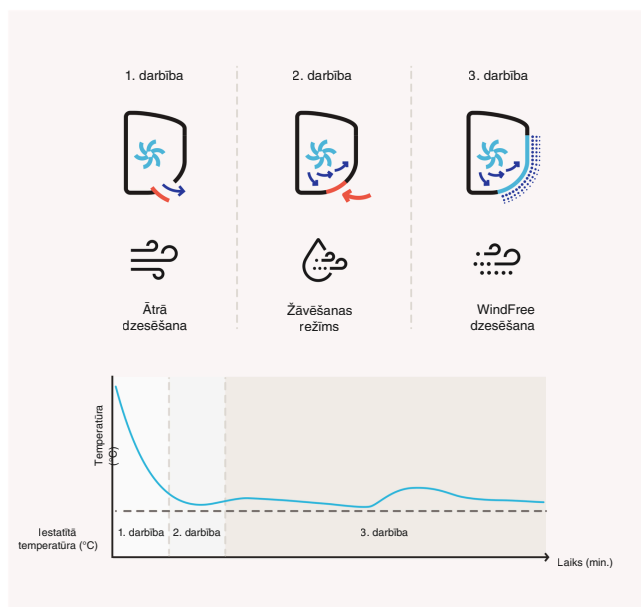 1. darbība
2. darbība
3. darbība
Ātrā
dzesēšana
Žāvēšanas
režīms
WindFree
dzesēšana
Temperatūra
(°C)
Iestatītā
temperatūra (°C)
1. darbība
2. darbība
3. darbība
Laiks (min.)